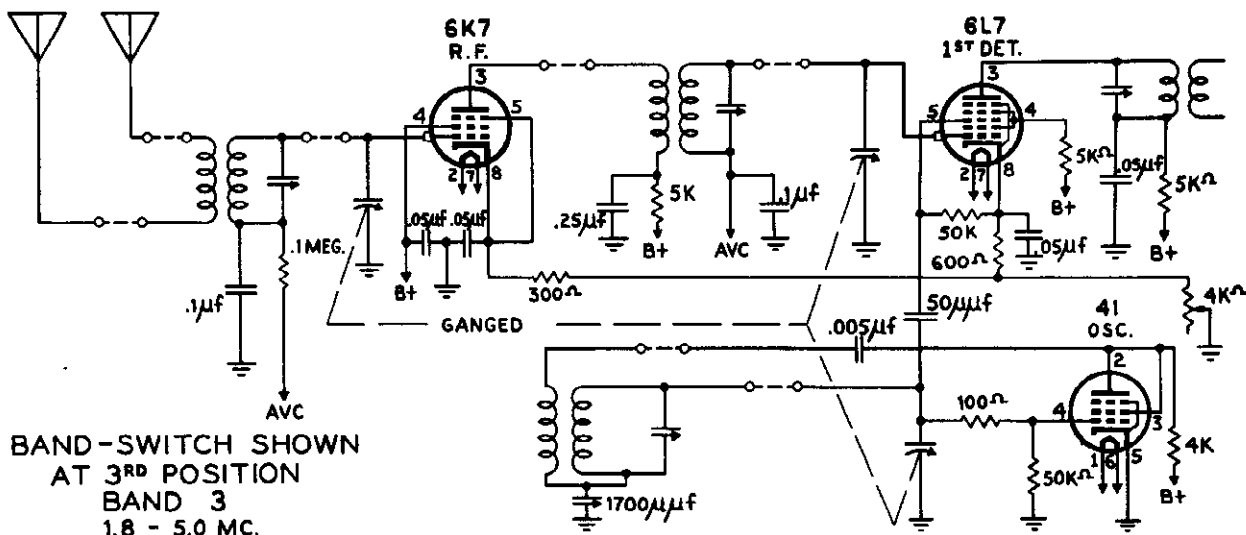 6K7
R.F.
3
4
5
2 7 8
6L7
1ST DET.
3
5
4
2 7 8
5KΩ
B+
.05µf
5KΩ
B+
.1MEG.
.05µf .05µf
B+
.25µf
5K
B+
AVC
.1µf
50K
.05µf
600Ω
300Ω
4KΩ
.1µf
GANGED
50µµf
.005µf
41
OSC.
2
4
3
1 6 5
100Ω
50KΩ
4K
B+
AVC
1700µµf
BAND-SWITCH SHOWN
AT 3RD POSITION
BAND 3
1.8 - 5.0 MC.